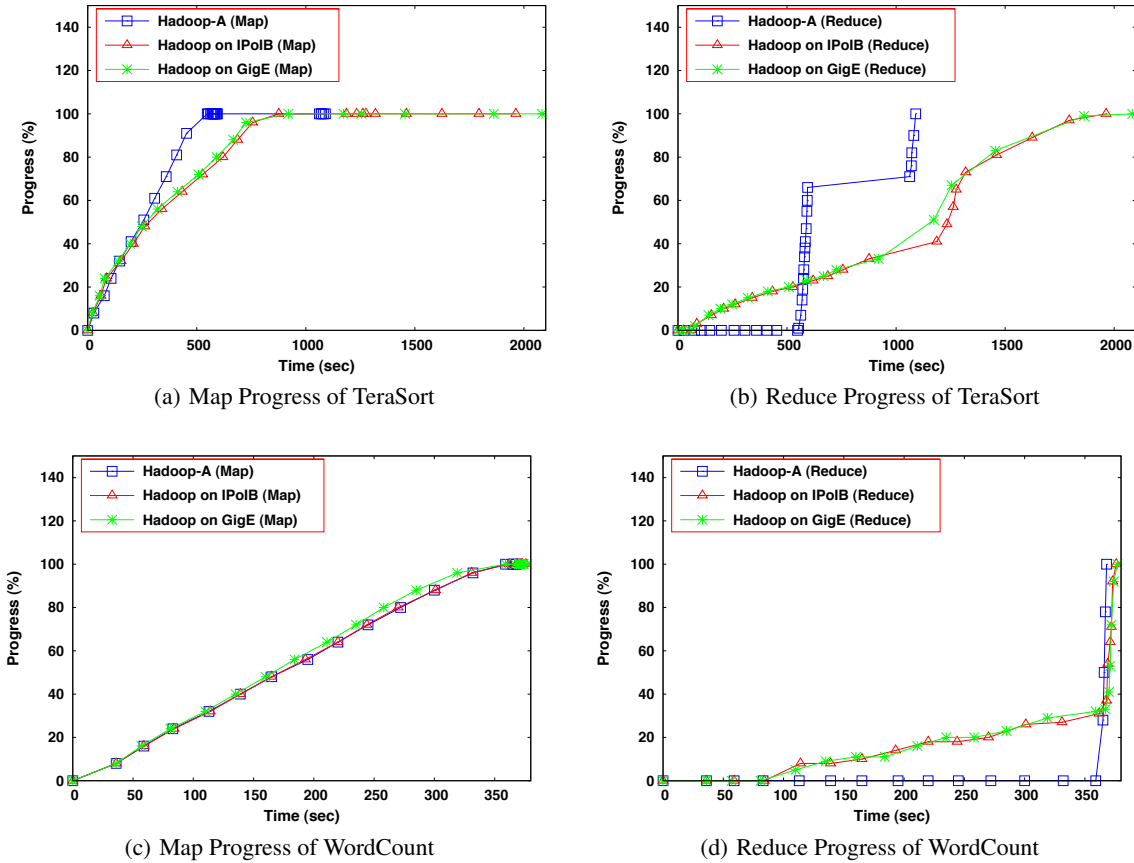 140
120
100
80
60
40
20
0
Progress (%)
Hadoop-A (Map)
Hadoop on IPoIB (Map)
Hadoop on GigE (Map)
0 500 1000 1500 2000
Time (sec)
(a) Map Progress of TeraSort
140
120
100
80
60
40
20
0
Progress (%)
Hadoop-A (Reduce)
Hadoop on IPoIB (Reduce)
Hadoop on GigE (Reduce)
0 500 1000 1500 2000
Time (sec)
(b) Reduce Progress of TeraSort
140
120
100
80
60
40
20
0
Progress (%)
Hadoop-A (Map)
Hadoop on IPoIB (Map)
Hadoop on GigE (Map)
0 50 100 150 200 250 300 350
Time (sec)
(c) Map Progress of WordCount
140
120
100
80
60
40
20
0
Progress (%)
Hadoop-A (Reduce)
Hadoop on IPoIB (Reduce)
Hadoop on GigE (Reduce)
0 50 100 150 200 250 300 350
Time (sec)
(d) Reduce Progress of WordCount